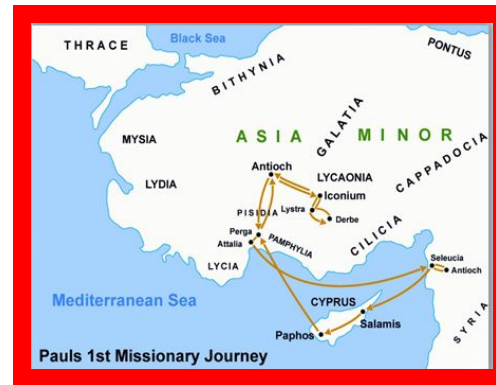 Black Sea
THRACE
PONTUS
BITHYNIA
GALATIA
ASIA MINOR
MYSIA
CAPPADOCIA
Antioch
LYCAONIA
LYDIA
Iconium
Lystra
PISIDIA
Derbe
Perga
PAMPHYLIA
Attalia
CILICIA
LYCIA
Seleucia
Antioch
Mediterranean Sea
CYPRUS
Salamis
SYRIA
Paphos
Pauls 1st Missionary Journey